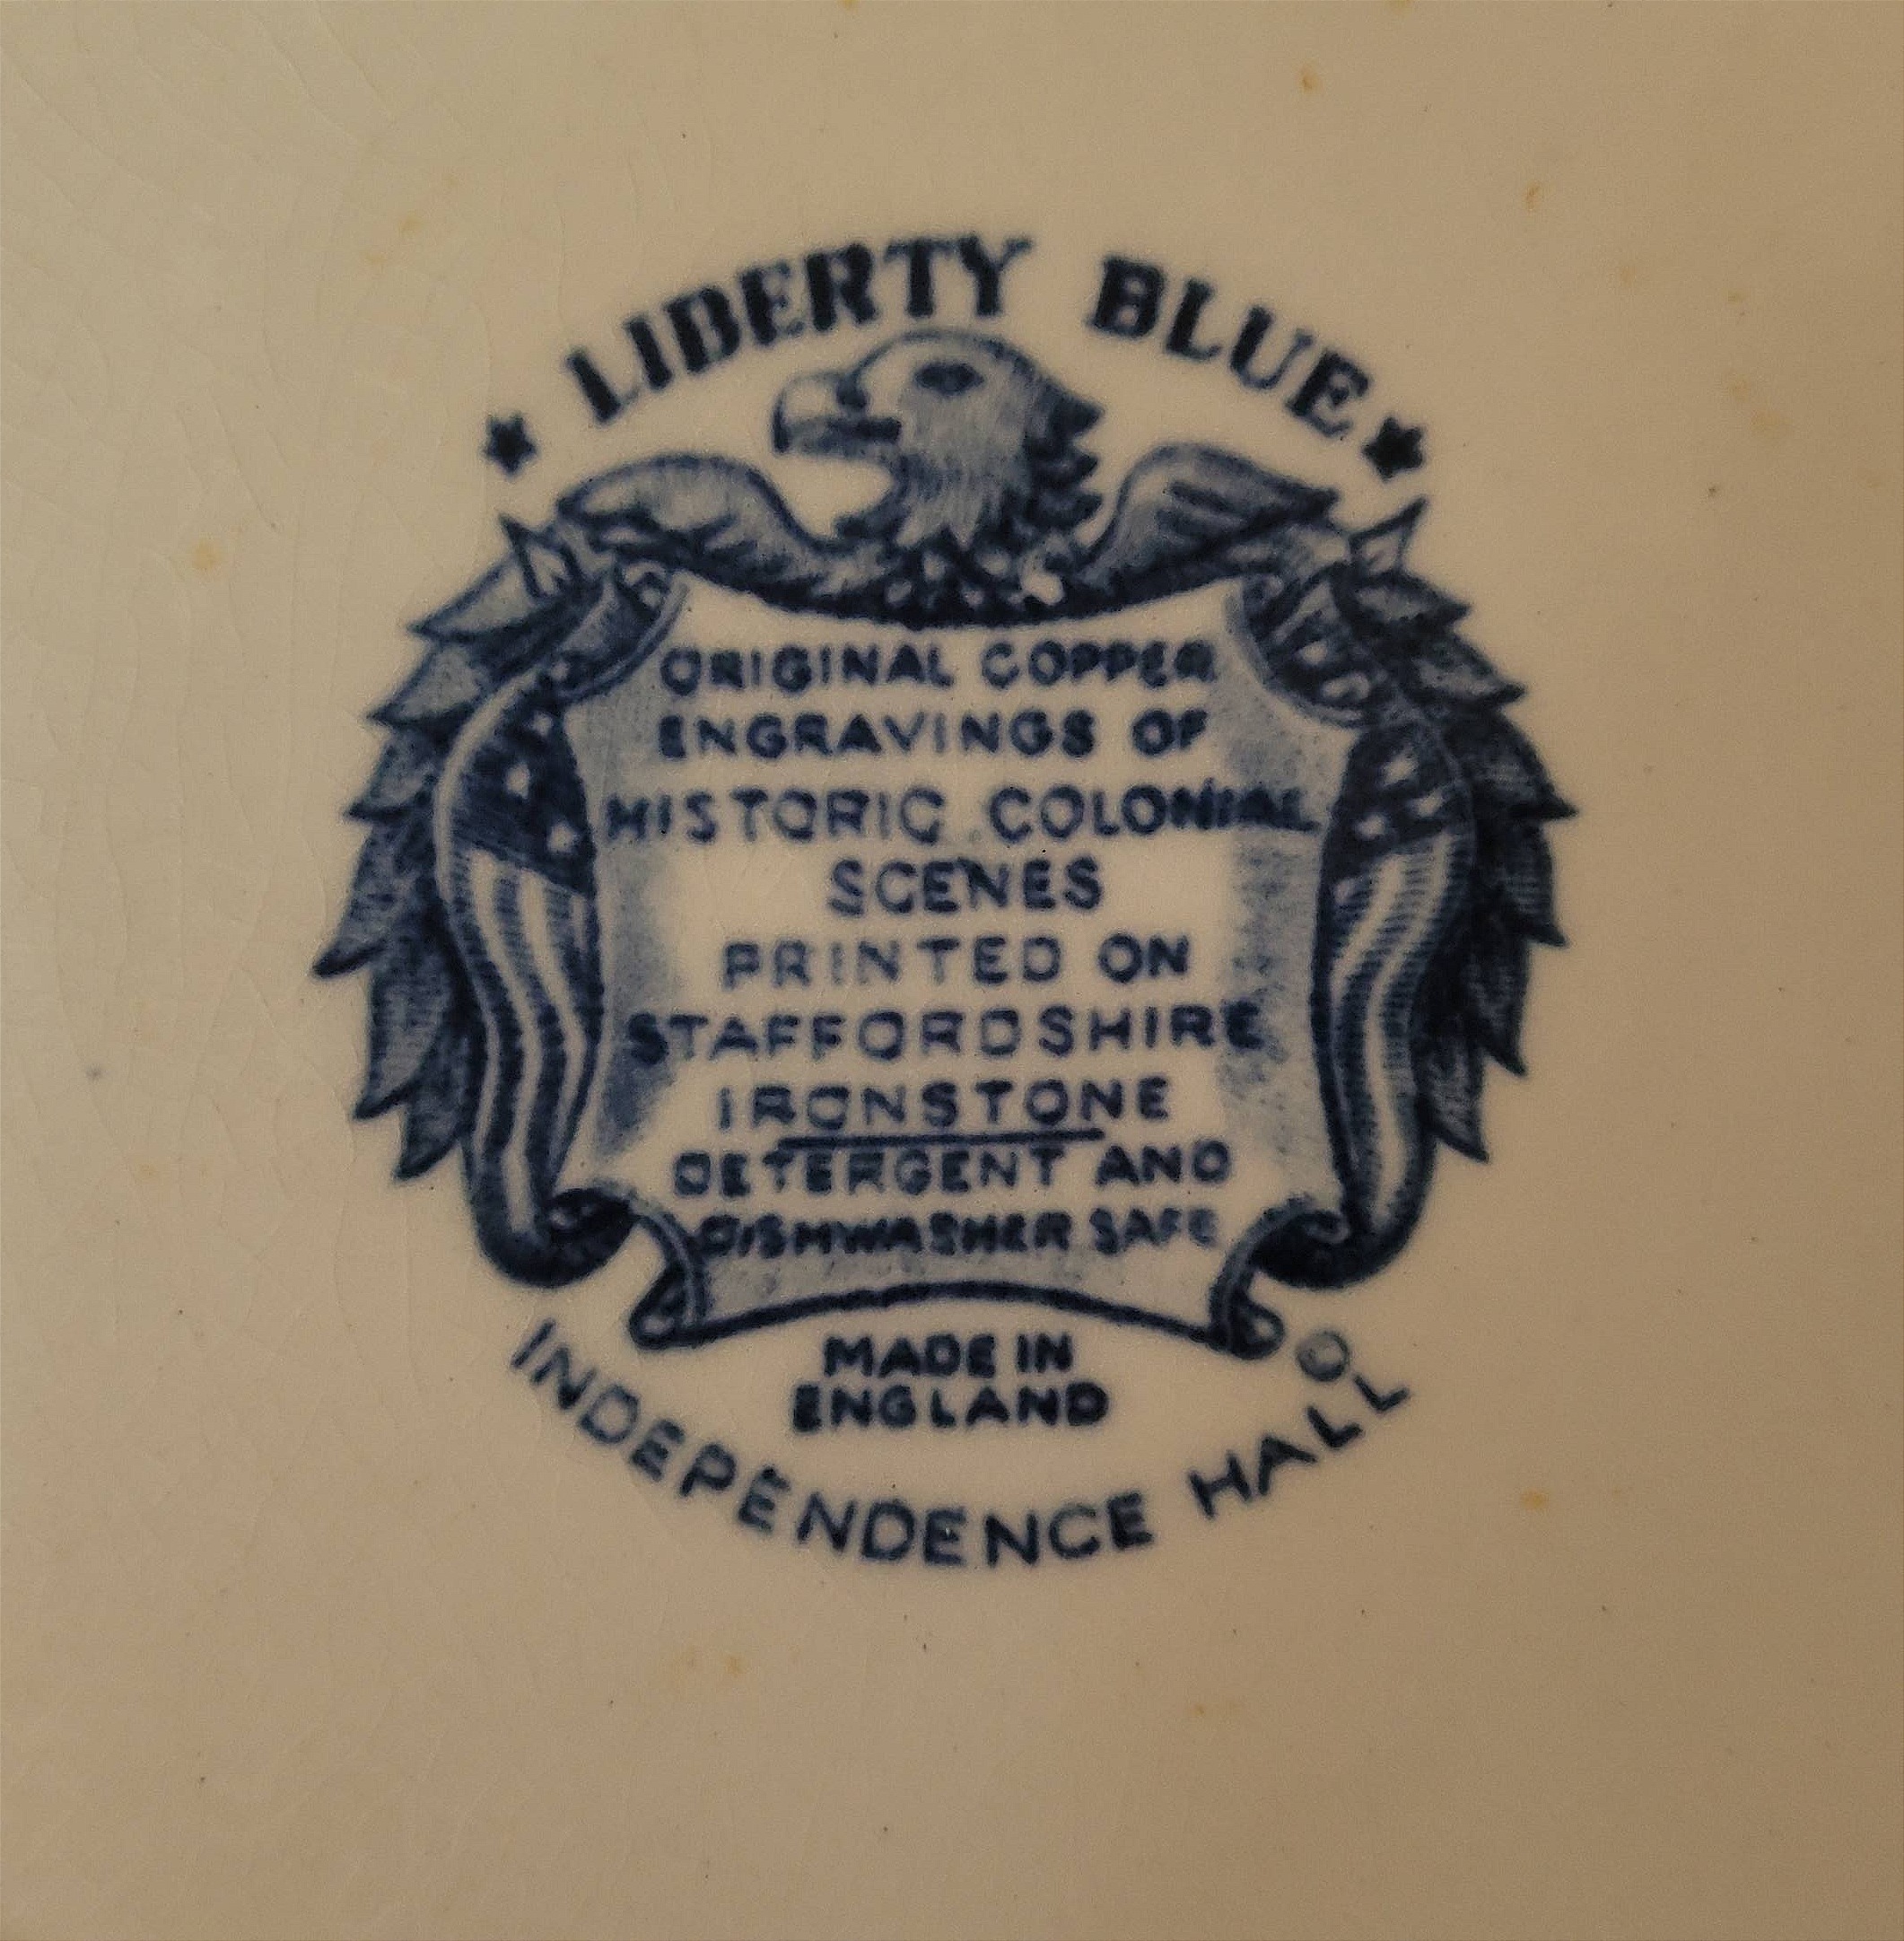 LIBERTY BLUE
ORIGINAL COPPER
ENGRAVINGS OF
HISTORIC COLONIAL
SCENES
PRINTED ON
STAFFORDSHIRE
IRONSTONE
DETERGENT AND
DISHWASHER SAFE
MADE IN
ENGLAND
©
INDEPENDENCE HALL